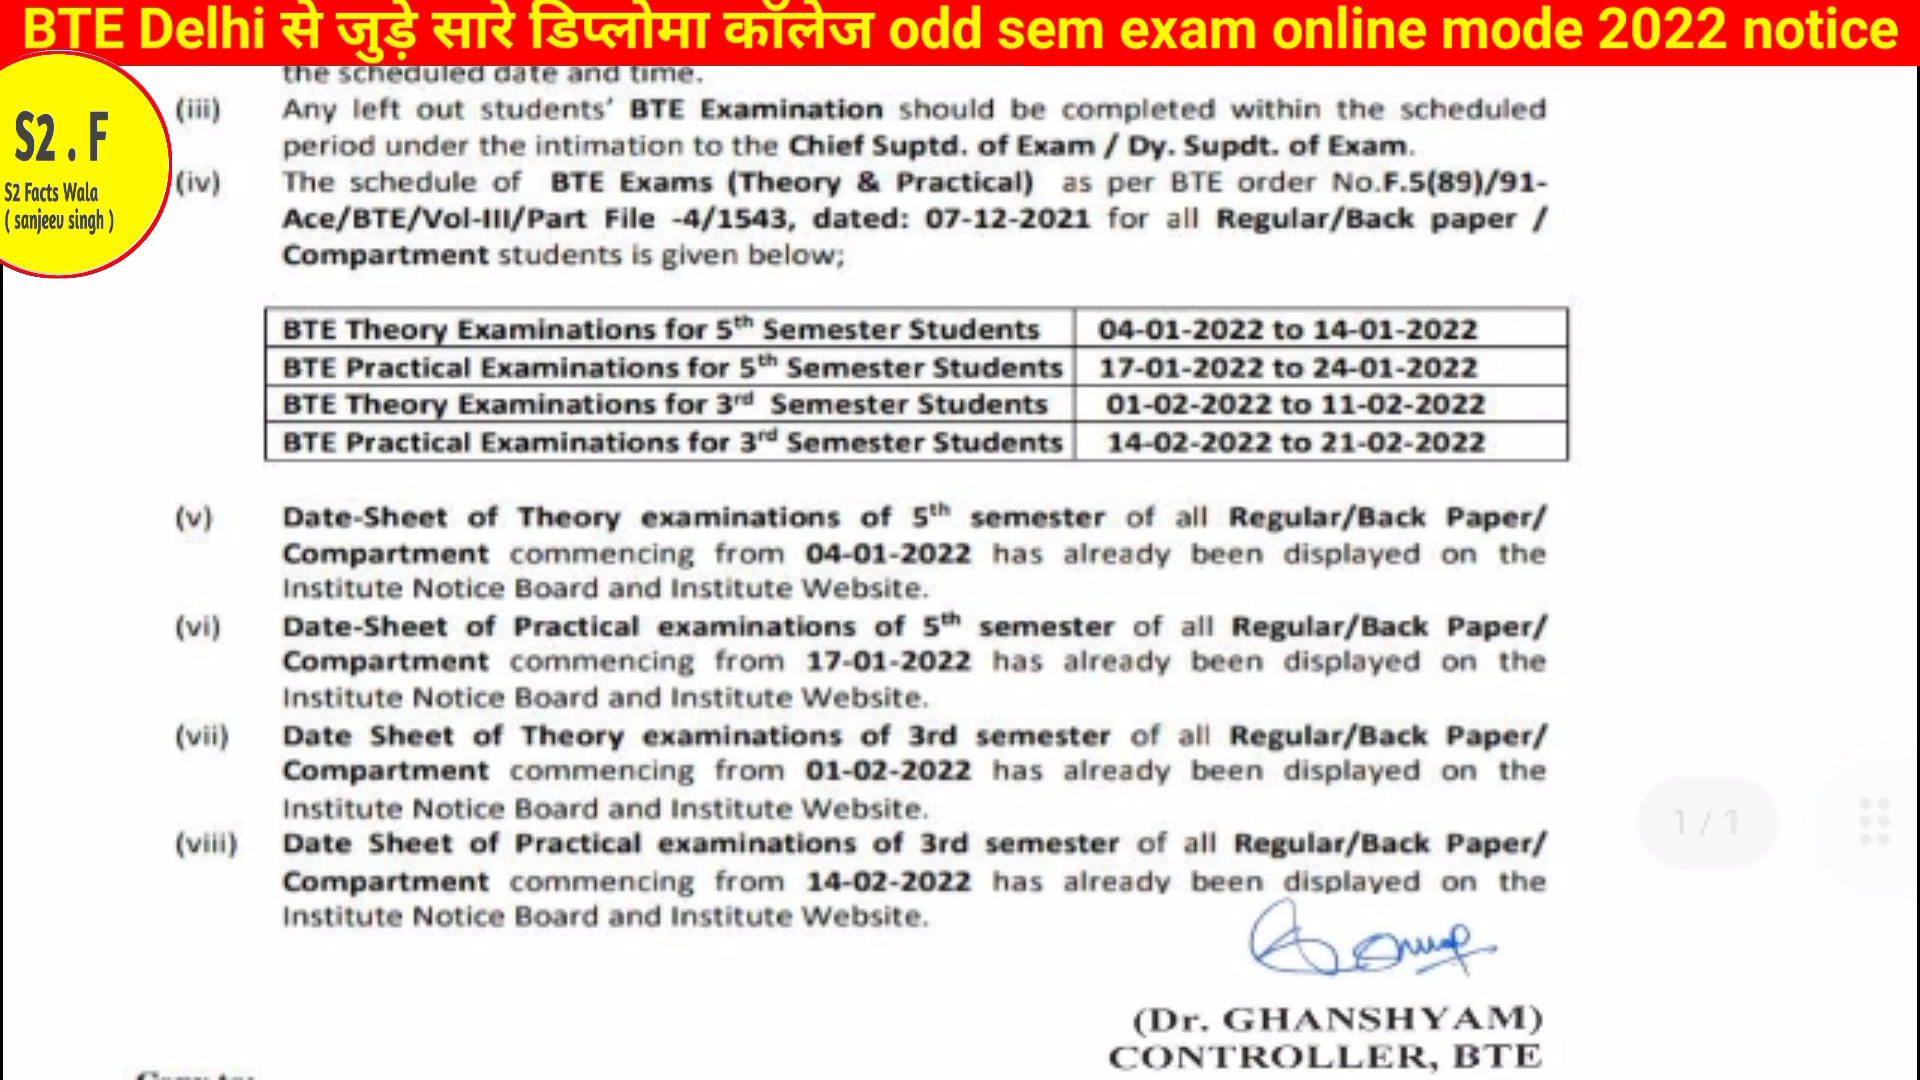 BTE Delhi से जुड़े सारे डिप्लोमा कॉलेज odd sem exam online mode 2022 notice
S2 . F
S2 Facts Wala
( sanjeev singh )
the scheduled date and time.
(iii) Any left out students’ BTE Examination should be completed within the scheduled
period under the intimation to the Chief Suptd. of Exam / Dy. Supdt. of Exam.
(iv) The schedule of BTE Exams (Theory & Practical) as per BTE order No.F.5(89)/91-
Ace/BTE/Vol-III/Part File -4/1543, dated: 07-12-2021 for all Regular/Back paper /
Compartment students is given below;
BTE Theory Examinations for 5th Semester Students 04-01-2022 to 14-01-2022
BTE Practical Examinations for 5th Semester Students 17-01-2022 to 24-01-2022
BTE Theory Examinations for 3rd Semester Students 01-02-2022 to 11-02-2022
BTE Practical Examinations for 3rd Semester Students 14-02-2022 to 21-02-2022
(v) Date-Sheet of Theory examinations of 5th semester of all Regular/Back Paper/
Compartment commencing from 04-01-2022 has already been displayed on the
Institute Notice Board and Institute Website.
(vi) Date-Sheet of Practical examinations of 5th semester of all Regular/Back Paper/
Compartment commencing from 17-01-2022 has already been displayed on the
Institute Notice Board and Institute Website.
(vii) Date Sheet of Theory examinations of 3rd semester of all Regular/Back Paper/
Compartment commencing from 01-02-2022 has already been displayed on the
Institute Notice Board and Institute Website.
(viii) Date Sheet of Practical examinations of 3rd semester of all Regular/Back Paper/
Compartment commencing from 14-02-2022 has already been displayed on the
Institute Notice Board and Institute Website.
1 / 1
(Dr. GHANSHYAM)
CONTROLLER, BTE